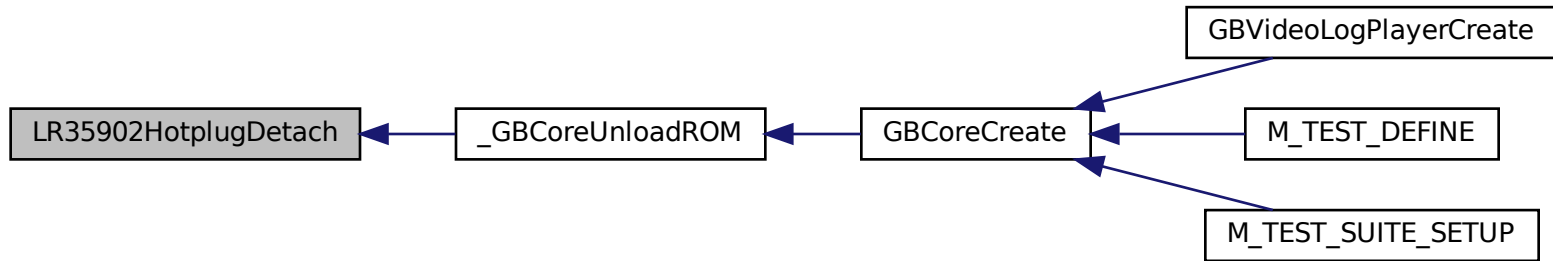 GBVideoLogPlayerCreate
LR35902HotplugDetach
_GBCoreUnloadROM
GBCoreCreate
M_TEST_DEFINE
M_TEST_SUITE_SETUP